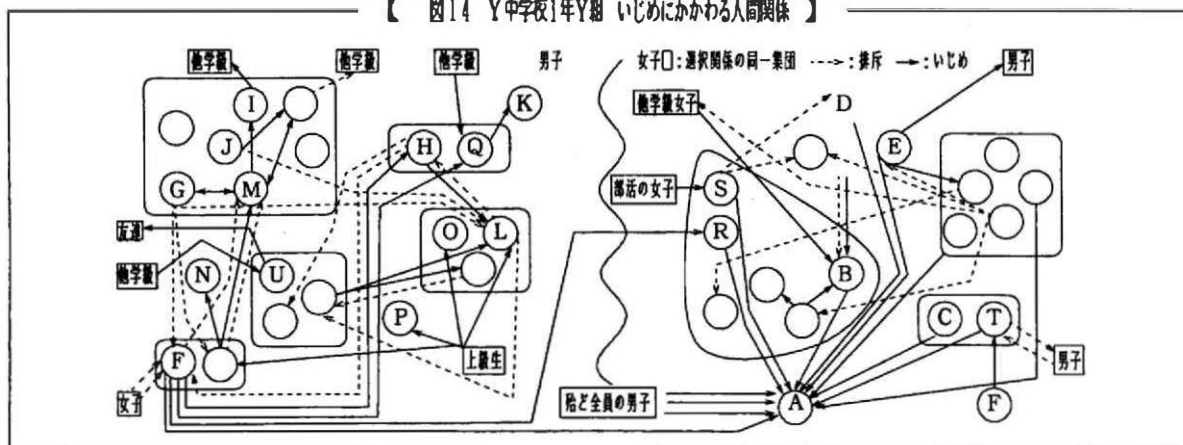 【 図14 Y中学校1年Y期 いじめにかかわる人間関係 】
他学級 他学級 他学級 男子 女子□:選択関係の同一集団 ---→:排斥 →:いじめ 男子
I K 他学級女子 D
J H Q E
G M 部活の女子 S
友達 O L R
他学級 N U B
P C T
F 上級生 男子
女子 殆ど全員の男子 A F